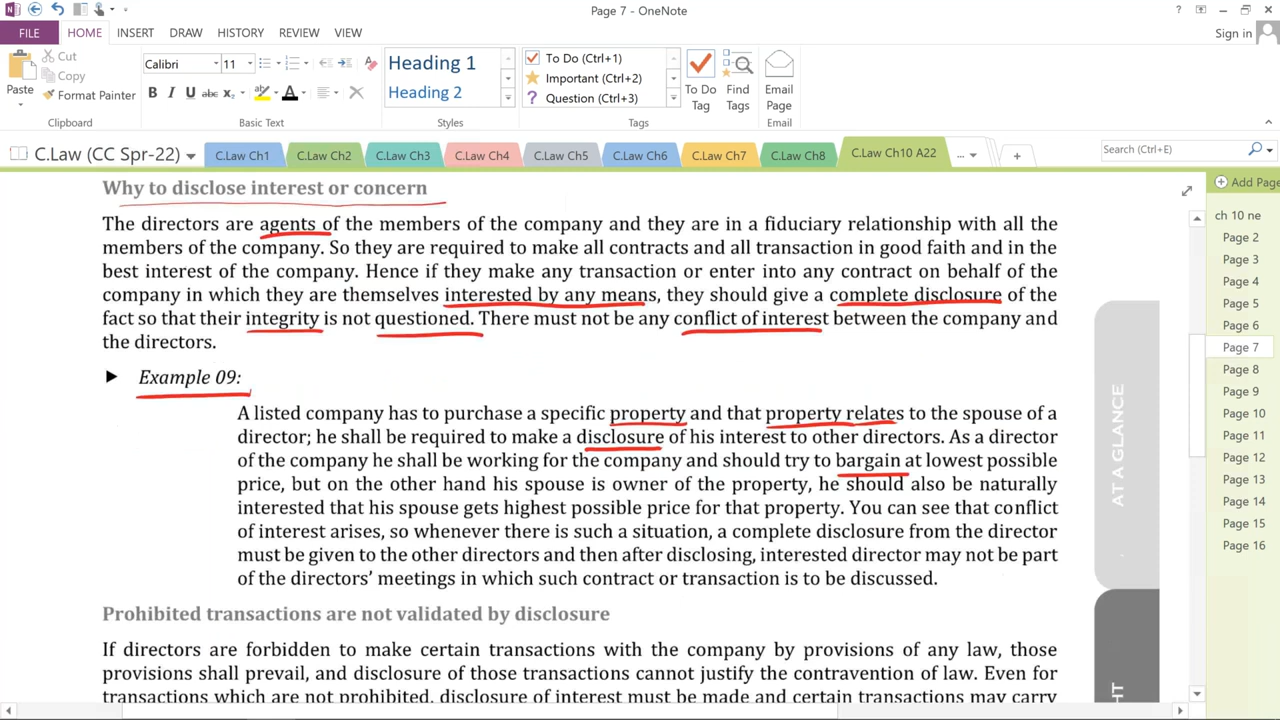 Page 7 - OneNote
FILE HOME INSERT DRAW HISTORY REVIEW VIEW Sign in
Paste Cut Copy Format Painter Clipboard
Calibri 11 B I U abc x₂ A Basic Text
Heading 1 Heading 2 Styles
To Do (Ctrl+1) Important (Ctrl+2) Question (Ctrl+3) To Do Tag Find Tags Tags
Email Page Email
C.Law (CC Spr-22) C.Law Ch1 C.Law Ch2 C.Law Ch3 C.Law Ch4 C.Law Ch5 C.Law Ch6 C.Law Ch7 C.Law Ch8 C.Law Ch10 A22 ... + Search (Ctrl+E)
Why to disclose interest or concern
The directors are agents of the members of the company and they are in a fiduciary relationship with all the
members of the company. So they are required to make all contracts and all transaction in good faith and in the
best interest of the company. Hence if they make any transaction or enter into any contract on behalf of the
company in which they are themselves interested by any means, they should give a complete disclosure of the
fact so that their integrity is not questioned. There must not be any conflict of interest between the company and
the directors.
Example 09:
A listed company has to purchase a specific property and that property relates to the spouse of a
director; he shall be required to make a disclosure of his interest to other directors. As a director
of the company he shall be working for the company and should try to bargain at lowest possible
price, but on the other hand his spouse is owner of the property, he should also be naturally
interested that his spouse gets highest possible price for that property. You can see that conflict
of interest arises, so whenever there is such a situation, a complete disclosure from the director
must be given to the other directors and then after disclosing, interested director may not be part
of the directors' meetings in which such contract or transaction is to be discussed.
Prohibited transactions are not validated by disclosure
If directors are forbidden to make certain transactions with the company by provisions of any law, those
provisions shall prevail, and disclosure of those transactions cannot justify the contravention of law. Even for
transactions which are not prohibited, disclosure of interest must be made and certain transactions may carry
AT A GLANCE
HT
Add Page
ch 10 ne
Page 2
Page 3
Page 4
Page 5
Page 6
Page 7
Page 8
Page 9
Page 10
Page 11
Page 12
Page 13
Page 14
Page 15
Page 16